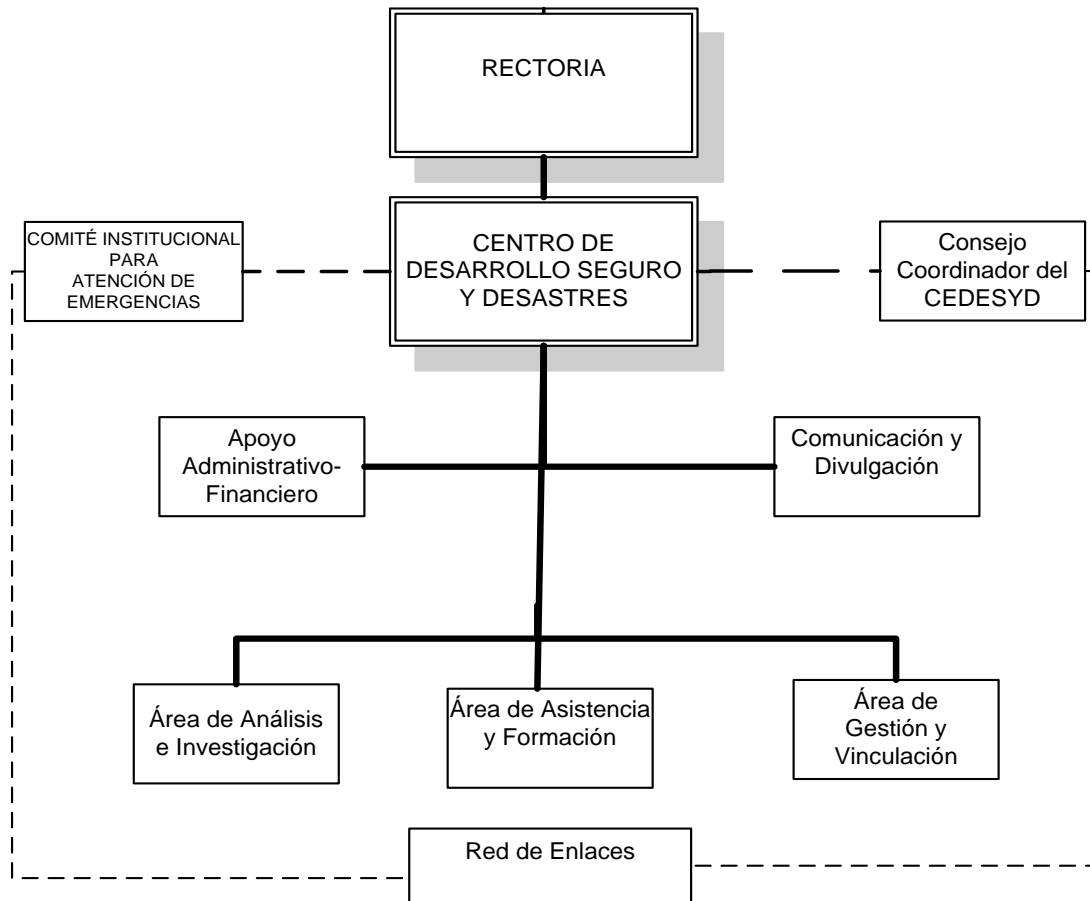 RECTORIA
COMITÉ INSTITUCIONAL
PARA
ATENCIÓN DE
EMERGENCIAS
CENTRO DE
DESARROLLO SEGURO
Y DESASTRES
Consejo
Coordinador del
CEDESYD
Apoyo
Administrativo-
Financiero
Comunicación y
Divulgación
Área de Análisis
e Investigación
Área de Asistencia
y Formación
Área de
Gestión y
Vinculación
Red de Enlaces